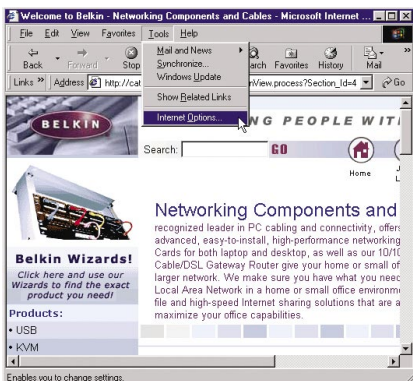 Welcome to Belkin - Networking Components and Cables - Microsoft Internet ...
File Edit View Favorites Tools Help
Back Forward Stop arch Favorites History Mail
Mail and News
Synchronize...
Windows Update
Show Related Links
Internet Options...
Links » Address http://cat nView.process?Section_Id=4 Go
BELKIN
NG PEOPLE WITH
Search: GO
Home
Networking Components and
recognized leader in PC cabling and connectivity, offers
advanced, easy-to-install, high-performance networking
Cards for both laptop and desktop, as well as our 10/10
Cable/DSL Gateway Router give your home or small of
larger network. We make sure you have what you need
Local Area Network in a home or small office environme
file and high-speed Internet sharing solutions that are a
maximize your office capabilities.
Belkin Wizards!
Click here and use our
Wizards to find the exact
product you need!
Products:
• USB
• KVM
Enables you to change settings.